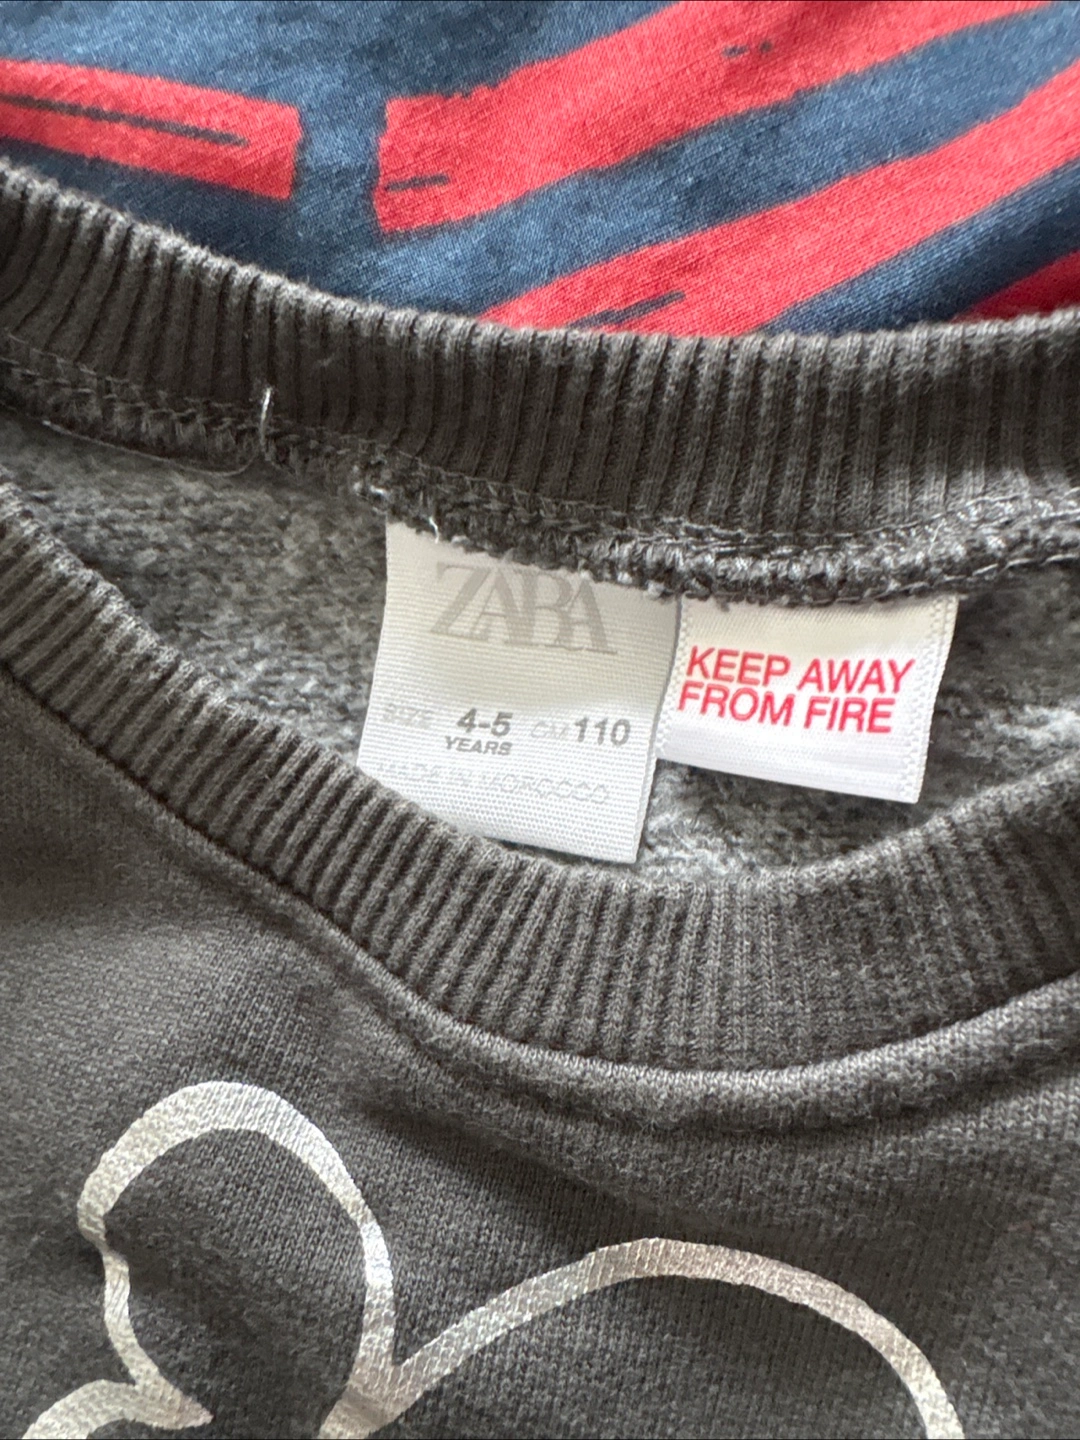 ZARA
SIZE 4-5 CM 110
YEARS
MADE IN MOROCCO
KEEP AWAY
FROM FIRE